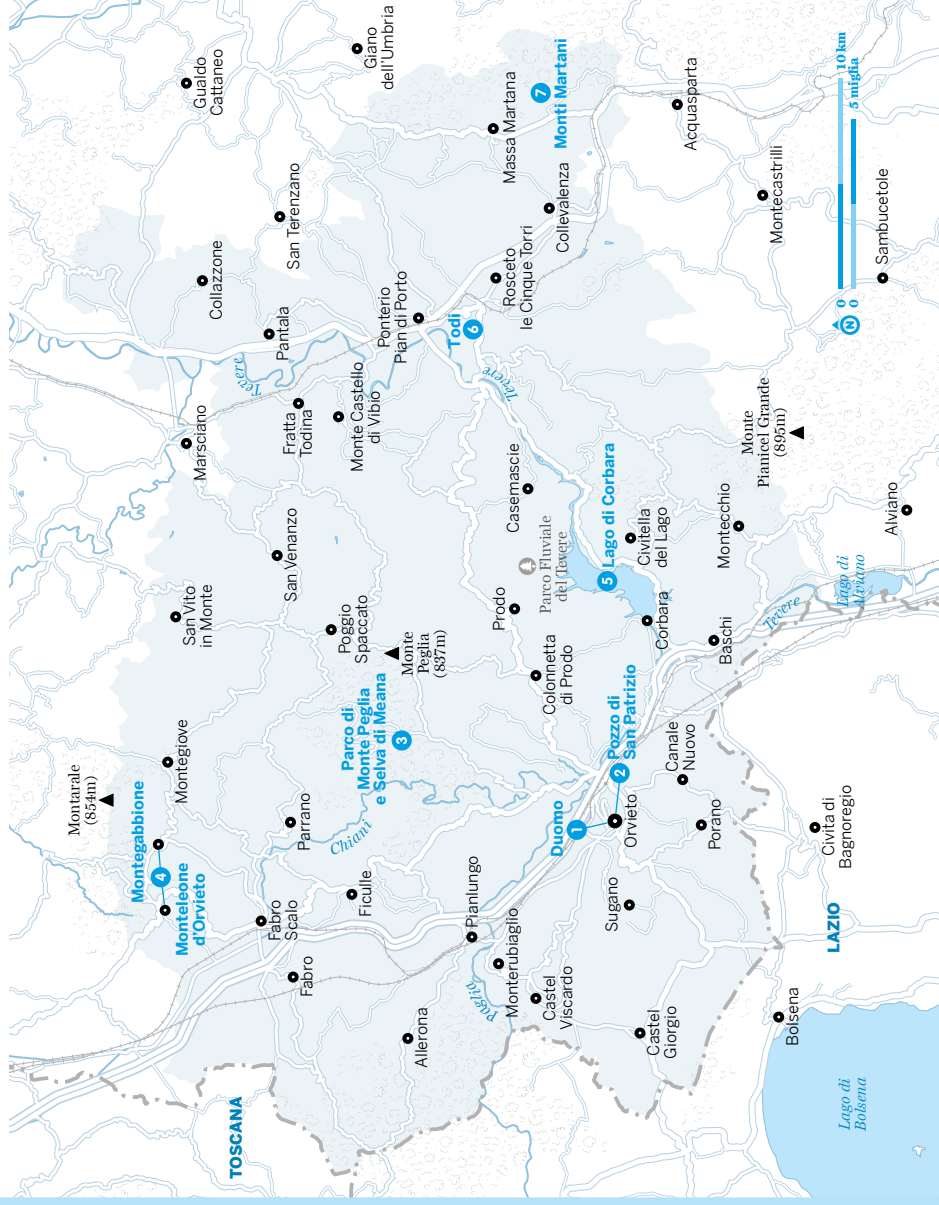 Montarale
(854m)
Montegabbione
4
Monteleone
d'Orvieto
Montegiove
San Vito
in Monte
Marsciano
Collazzone
Gualdo
Cattaneo
Giano
dell'Umbria
TOSCANA
Fabro
Fabro
Scalo
Parrano
Chiani
San Venanzo
Fratta
Todina
Tevere
Pantala
San Terenzano
Allerona
Ficulle
Parco di
Monte Peglia
e Selva di Meana
3
Poggio
Spaccato
Monte
Peglia
(837m)
Monte Castello
di Vibio
Ponterio
Pian di Porto
Todi
6
Massa Martana
7
Monti Martani
Pianlungo
Monterubiaglio
Paglia
Castel
Viscardo
Prodo
Colonnetta
di Prodo
Casemascie
Tevere
Rosceto
le Cinque Torri
Collevalenza
Acquasparta
Parco Fluviale
del Tevere
5
Lago di Corbara
Duomo
1
2
Pozzo di
San Patrizio
Orvieto
Sugano
Castel
Giorgio
Canale
Nuovo
Porano
Corbara
Civitella
del Lago
Baschi
Montecchio
Monte
Pianicel Grande
(895m)
Montecastrilli
Sambucetole
Tevere
Lago di
Alviano
Alviano
Civita di
Bagnoregio
LAZIO
Bolsena
Lago di
Bolsena
N
0
10 km
0
5 miglia